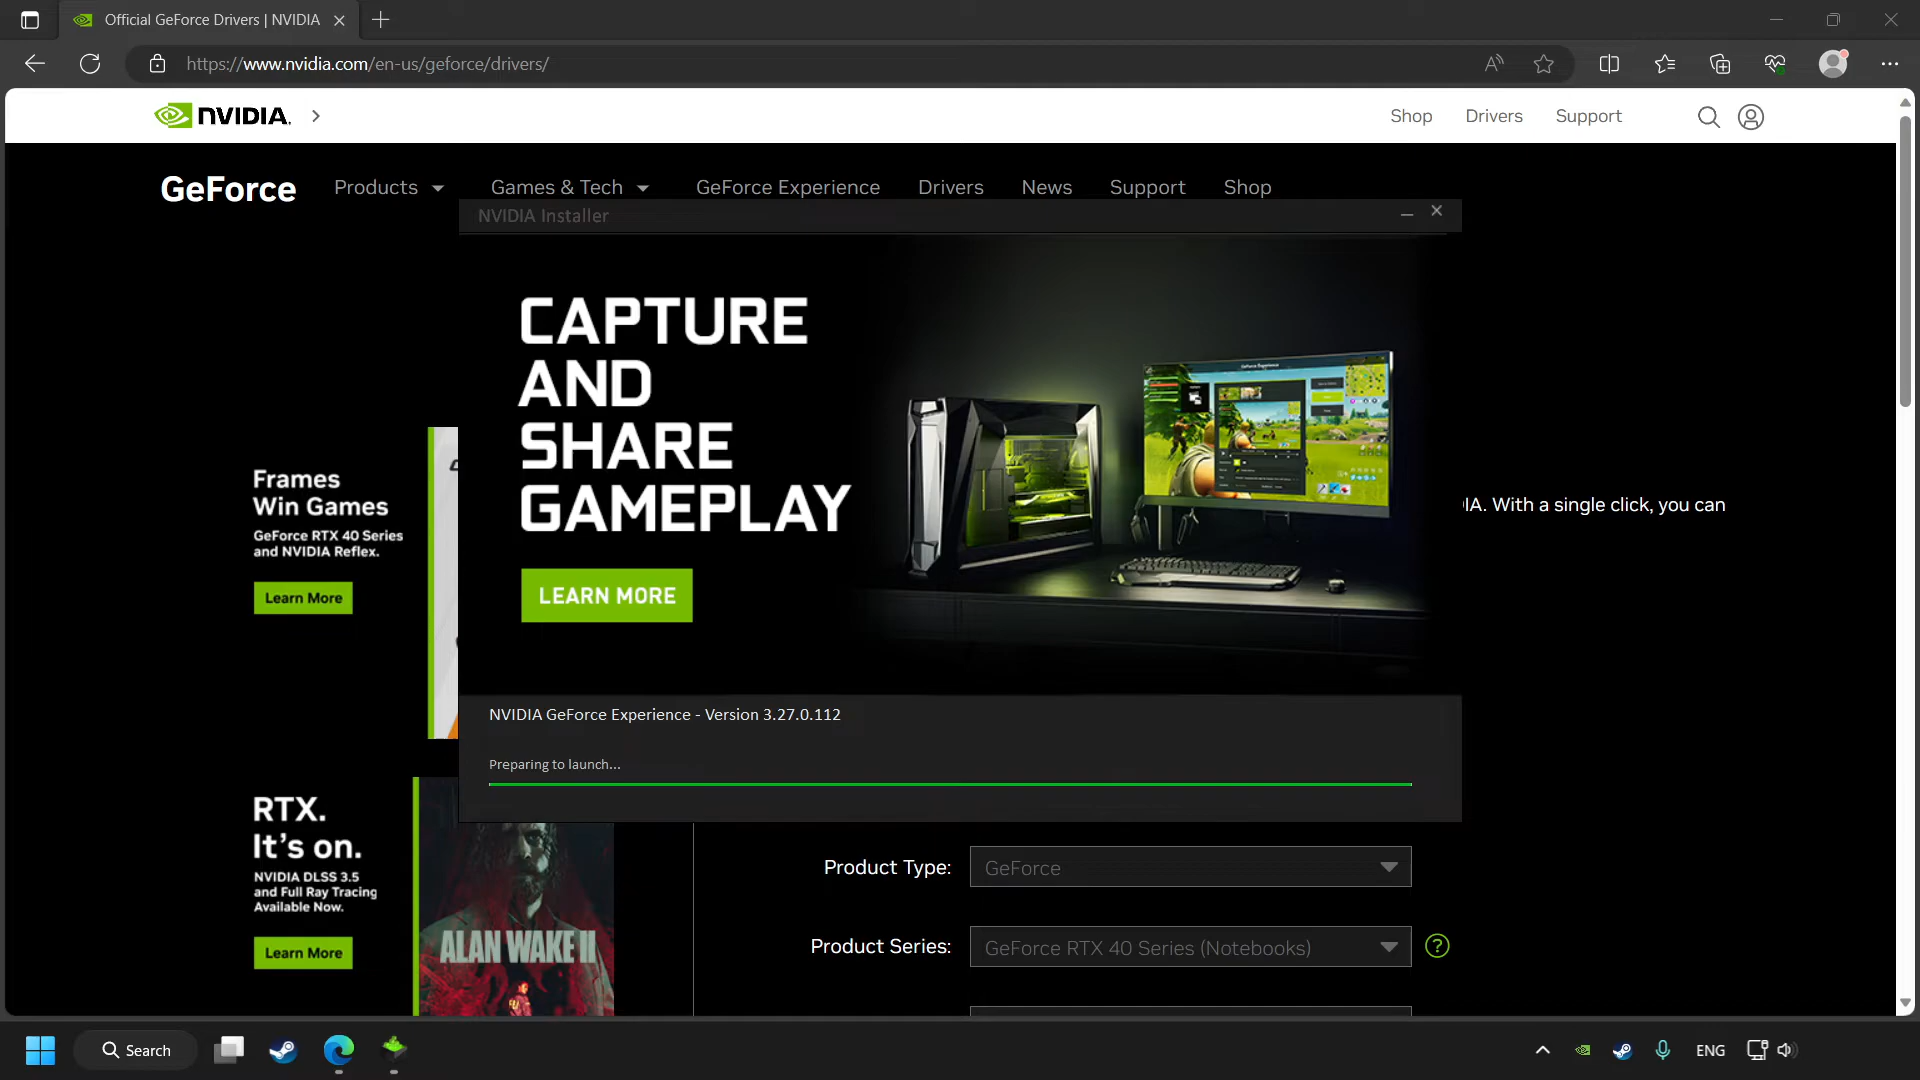 Official GeForce Drivers | NVIDIA
https://www.nvidia.com/en-us/geforce/drivers/
NVIDIA.
Shop
Drivers
Support
GeForce
Products
Games & Tech
GeForce Experience
Drivers
News
Support
Shop
NVIDIA Installer
CAPTURE
AND
SHARE
GAMEPLAY
LEARN MORE
Frames
Win Games
GeForce RTX 40 Series
and NVIDIA Reflex.
Learn More
IA. With a single click, you can
NVIDIA GeForce Experience - Version 3.27.0.112
Preparing to launch...
RTX.
It's on.
NVIDIA DLSS 3.5
and Full Ray Tracing
Available Now.
Learn More
ALAN WAKE II
Product Type:
GeForce
Product Series:
GeForce RTX 40 Series (Notebooks)
?
Search
ENG